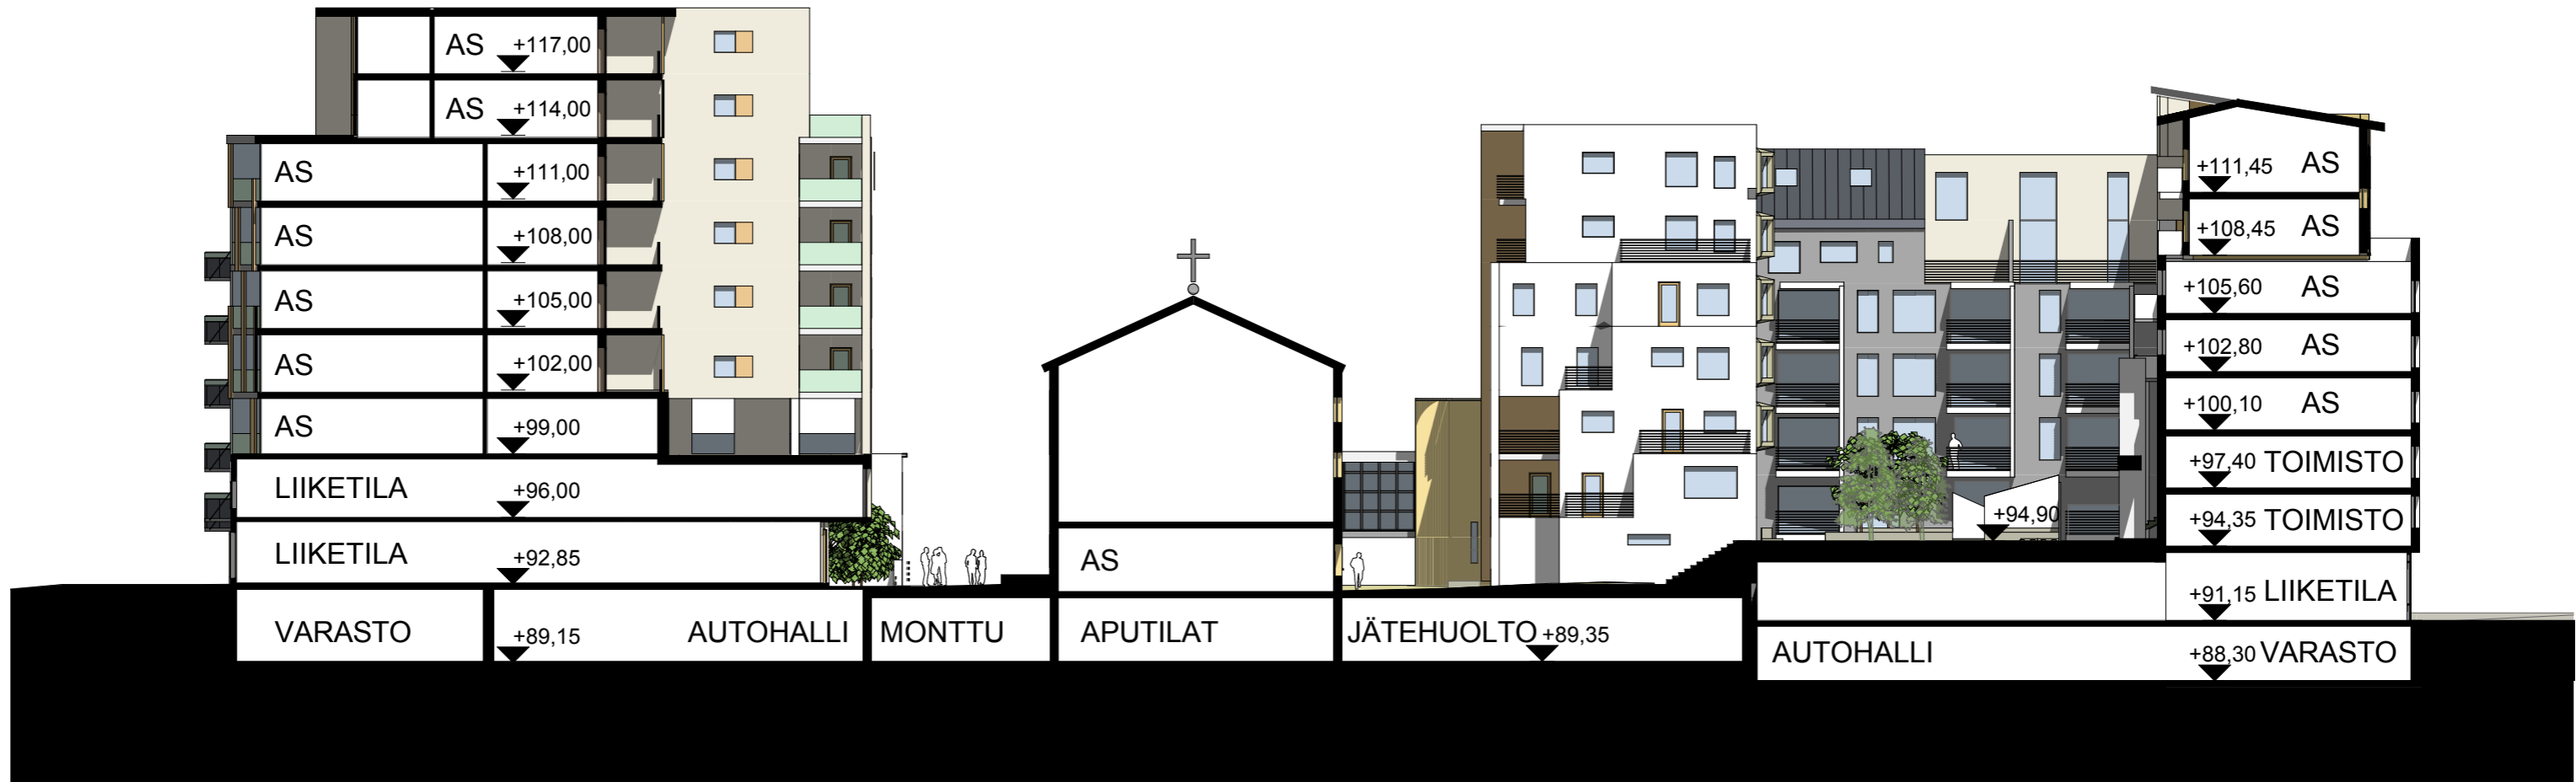 AS +117,00
AS +114,00
AS +111,00
AS +108,00
AS +105,00
AS +102,00
AS +99,00
LIIKETILA +96,00
LIIKETILA +92,85
VARASTO +89,15 AUTOHALLI MONTTU
AS
APUTILAT
JÄTEHUOLTO +89,35
+94,90
+111,45 AS
+108,45 AS
+105,60 AS
+102,80 AS
+100,10 AS
+97,40 TOIMISTO
+94,35 TOIMISTO
+91,15 LIIKETILA
AUTOHALLI +88,30 VARASTO